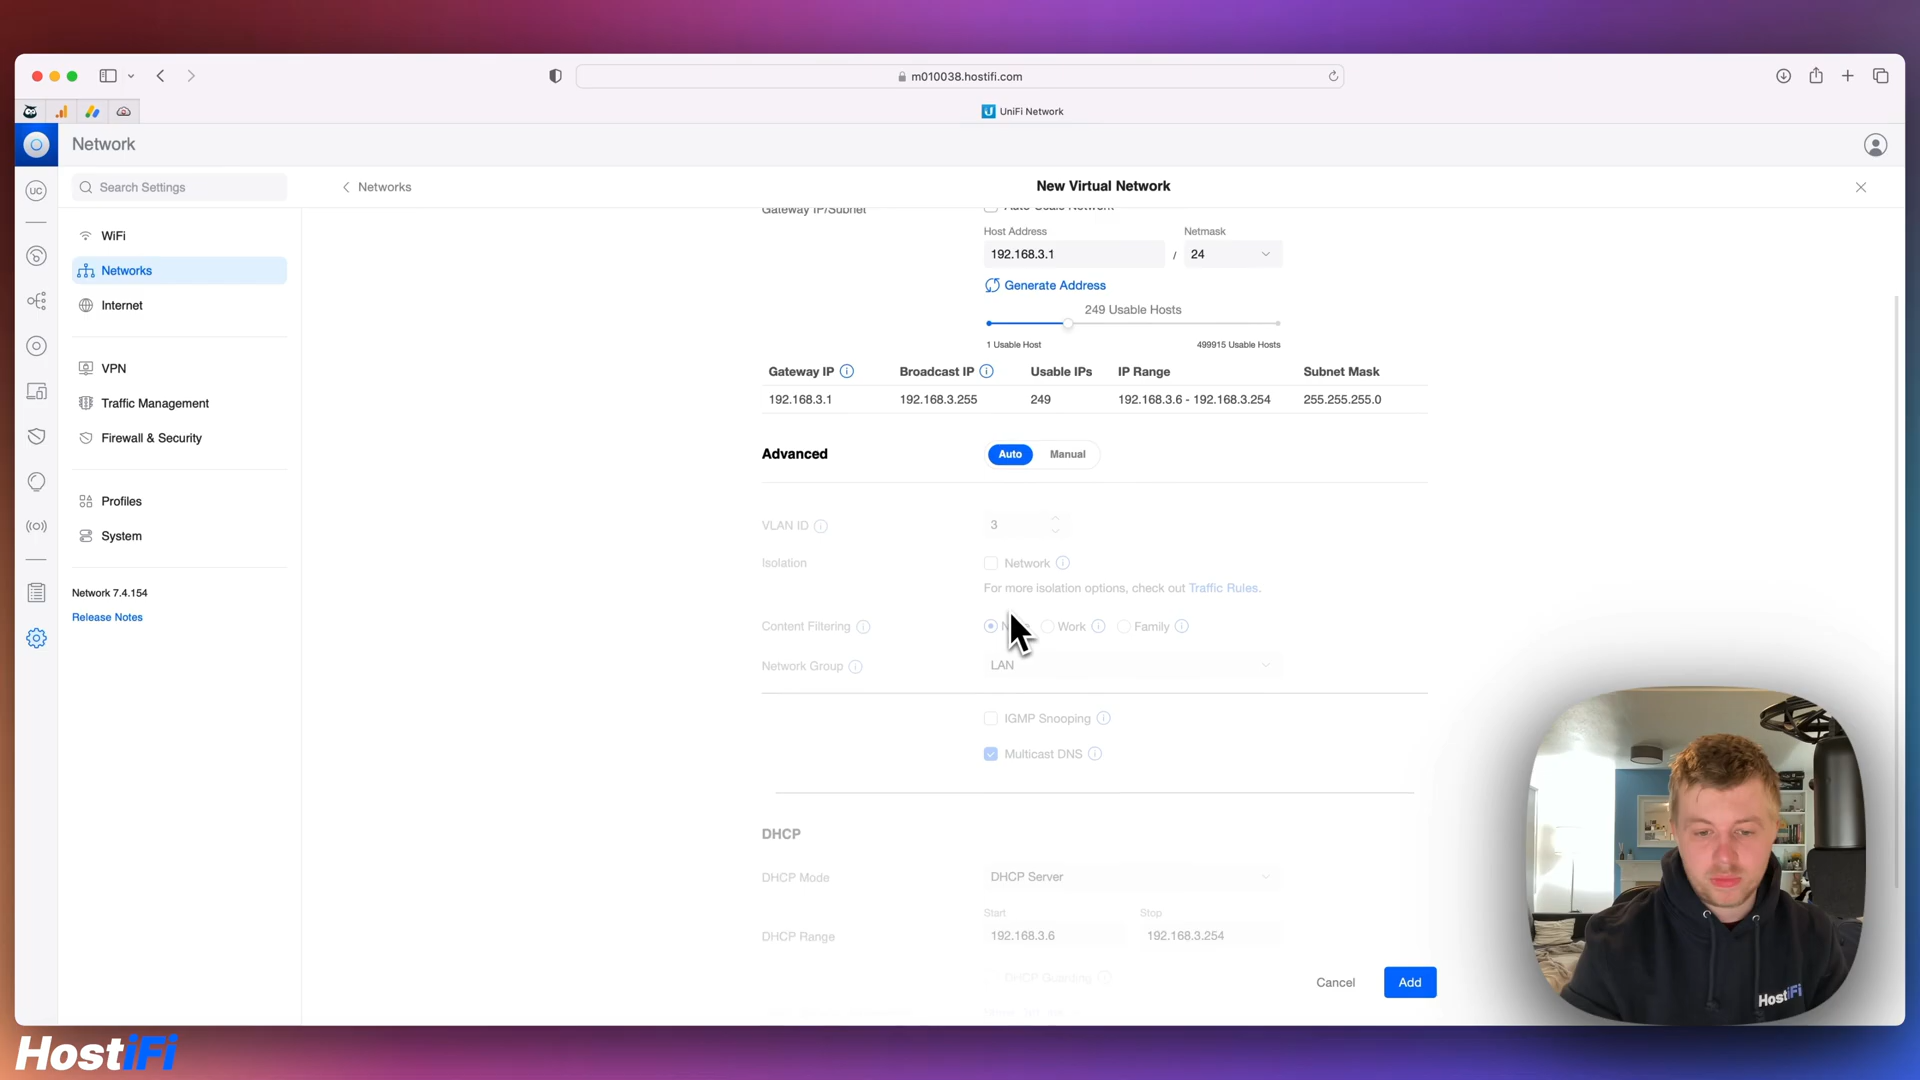 m010038.hostifi.com
UniFi Network
Network
UC
Search Settings
Networks
New Virtual Network
WiFi
Networks
Internet
VPN
Traffic Management
Firewall & Security
Profiles
System
Network 7.4.154
Release Notes
Gateway IP/Subnet
Auto-Scale Network
Host Address
Netmask
192.168.3.1 / 24
Generate Address
249 Usable Hosts
1 Usable Host
499915 Usable Hosts
Gateway IP Broadcast IP Usable IPs IP Range Subnet Mask
192.168.3.1 192.168.3.255 249 192.168.3.6 - 192.168.3.254 255.255.255.0
Advanced
Auto Manual
VLAN ID 3
Isolation Network
For more isolation options, check out Traffic Rules.
Content Filtering Work Family
Network Group LAN
IGMP Snooping
Multicast DNS
DHCP
DHCP Mode DHCP Server
Start Stop
DHCP Range 192.168.3.6 192.168.3.254
DHCP Guarding
Cancel Add
HostiFi
HostiFi